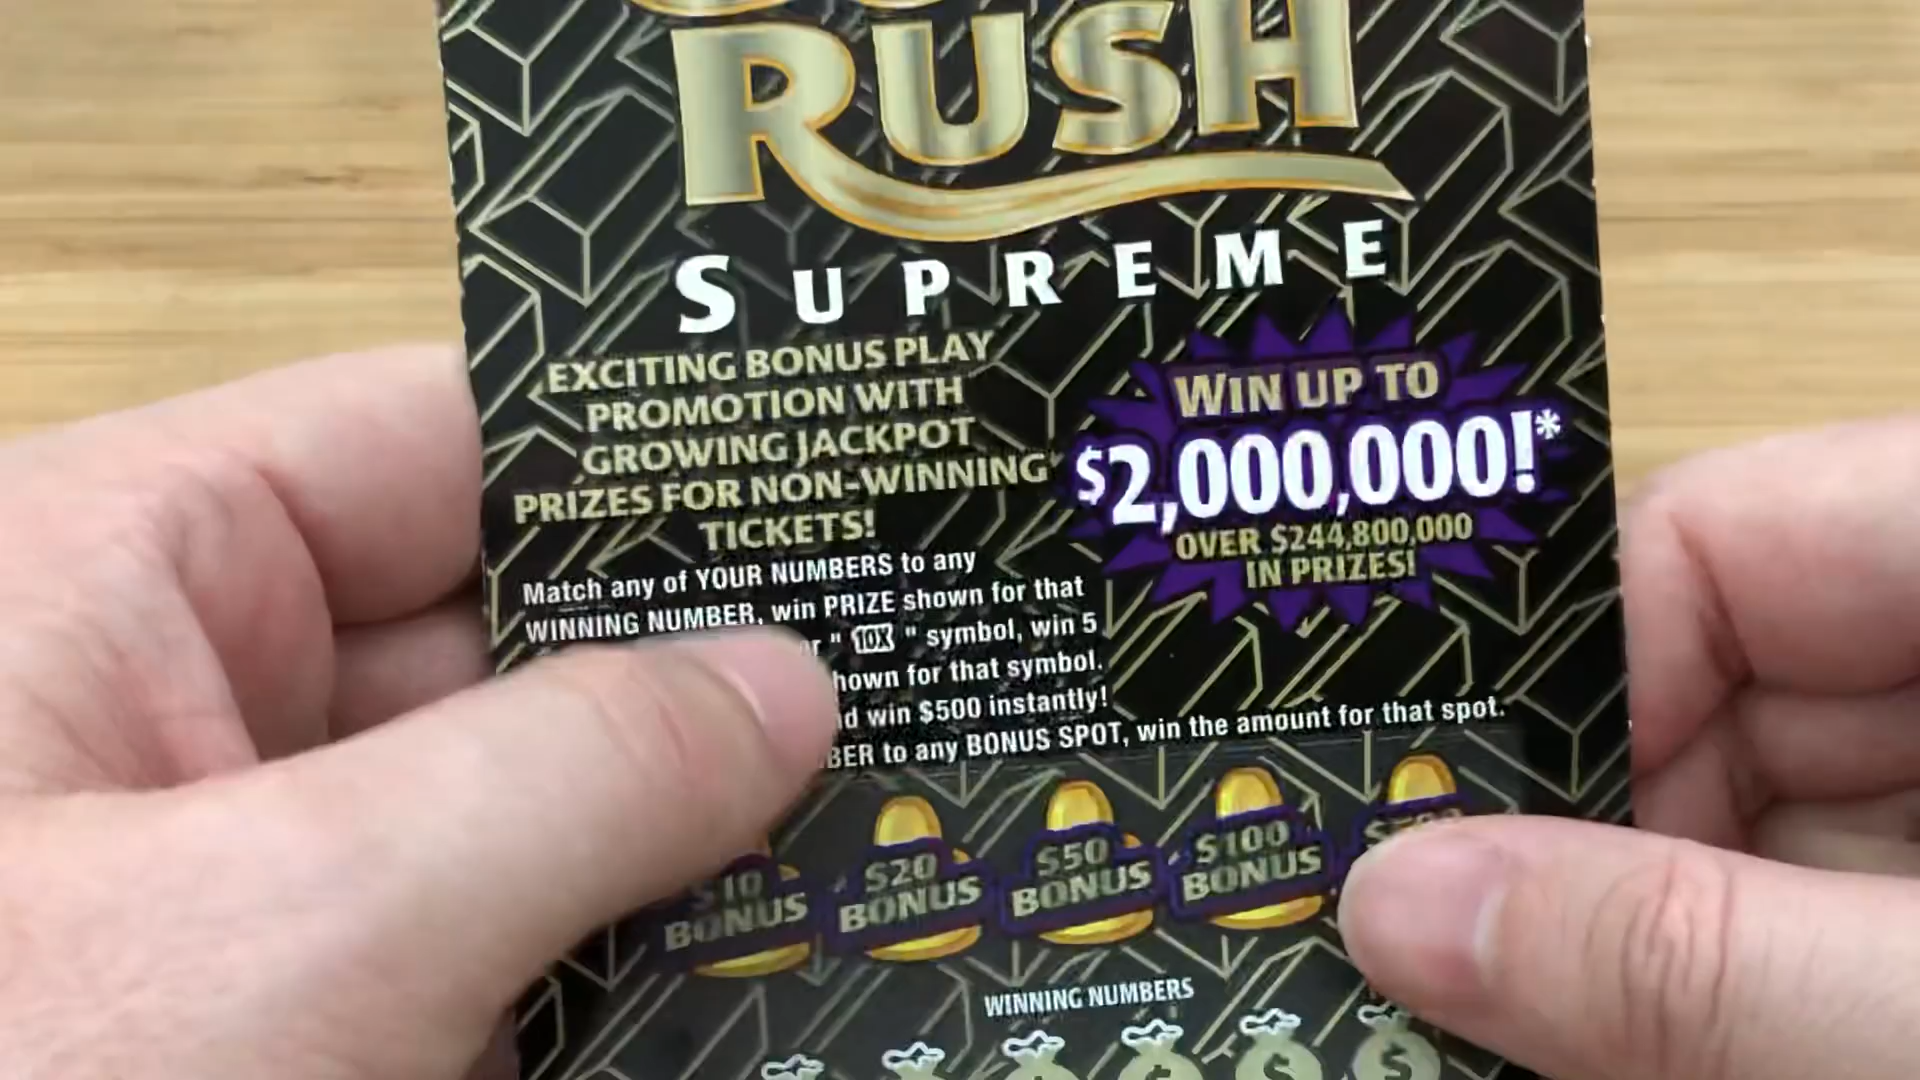 RUSH
SUPREME
EXCITING BONUS PLAY
PROMOTION WITH
GROWING JACKPOT
PRIZES FOR NON-WINNING
TICKETS!
WIN UP TO
$2,000,000!*
OVER $244,800,000
IN PRIZES!
Match any of YOUR NUMBERS to any
WINNING NUMBER, win PRIZE shown for that
" 10X " symbol, win 5
for that symbol.
win $500 instantly!
to any BONUS SPOT, win the amount for that spot.
$10 BONUS
$20 BONUS
$50 BONUS
$100 BONUS
WINNING NUMBERS